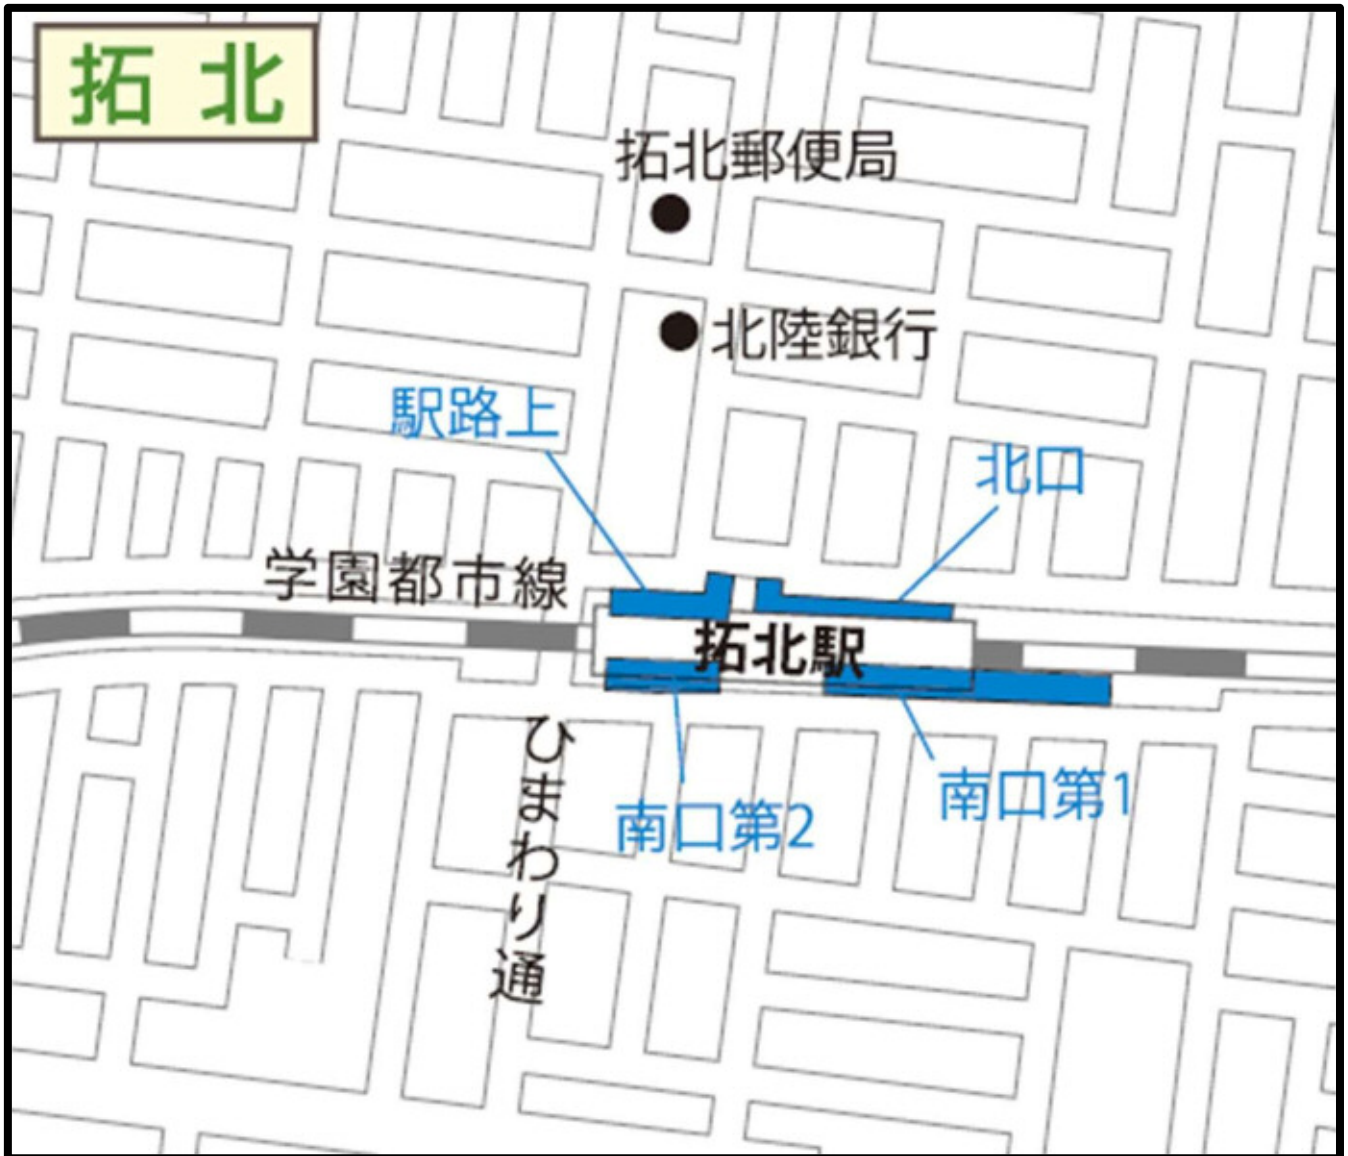 拓北
拓北郵便局
北陸銀行
駅路上
北口
学園都市線
拓北駅
ひまわり通
南口第1
南口第2